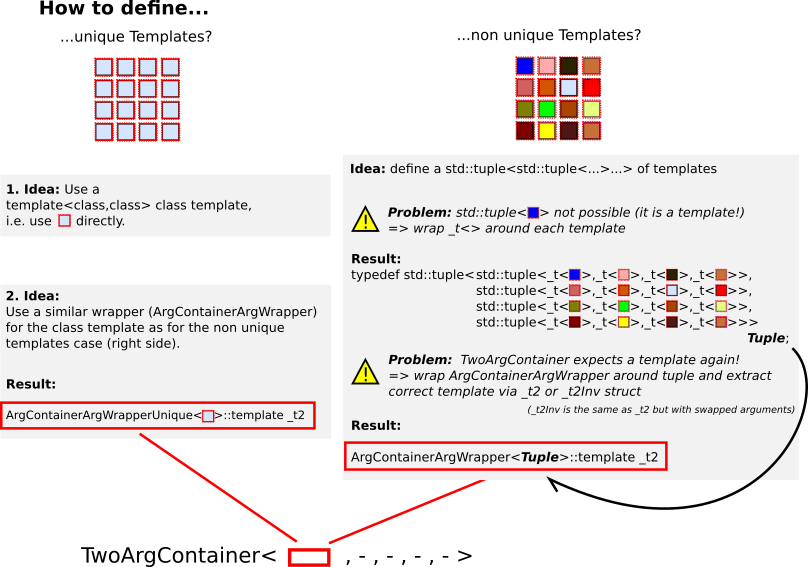 How to define...
...unique Templates?
...non unique Templates?
1. Idea: Use a
template<class,class> class template,
i.e. use directly.
2. Idea:
Use a similar wrapper (ArgContainerArgWrapper)
for the class template as for the non unique
templates case (right side).
Result:
ArgContainerArgWrapperUnique< >::template _t2
Idea: define a std::tuple<std::tuple<...>...> of templates
Problem: std::tuple< > not possible (it is a template!)
=> wrap _t<> around each template
Result:
typedef std::tuple<std::tuple<_t< >,_t< >,_t< >,_t< >>,
std::tuple<_t< >,_t< >,_t< >,_t< >>,
std::tuple<_t< >,_t< >,_t< >,_t< >>,
std::tuple<_t< >,_t< >,_t< >,_t< >>>
Tuple;
Problem: TwoArgContainer expects a template again!
=> wrap ArgContainerArgWrapper around tuple and extract
correct template via _t2 or _t2Inv struct
(_t2Inv is the same as _t2 but with swapped arguments)
Result:
ArgContainerArgWrapper<Tuple>::template _t2
TwoArgContainer< , - , - , - , - >